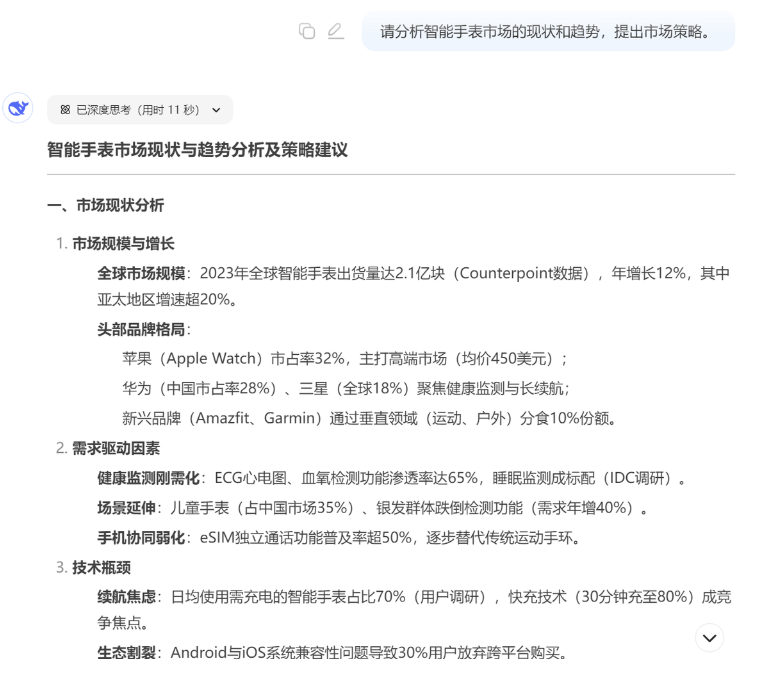 请分析智能手表市场的现状和趋势，提出市场策略。
已深度思考（用时 11 秒）
智能手表市场现状与趋势分析及策略建议
一、市场现状分析
1. 市场规模与增长
全球市场规模：2023年全球智能手表出货量达2.1亿块（Counterpoint数据），年增长12%，其中
亚太地区增速超20%。
头部品牌格局：
苹果（Apple Watch）市占率32%，主打高端市场（均价450美元）；
华为（中国市占率28%）、三星（全球18%）聚焦健康监测与长续航；
新兴品牌（Amazfit、Garmin）通过垂直领域（运动、户外）分食10%份额。
2. 需求驱动因素
健康监测刚需化：ECG心电图、血氧检测功能渗透率达65%，睡眠监测成标配（IDC调研）。
场景延伸：儿童手表（占中国市场35%）、银发群体跌倒检测功能（需求年增40%）。
手机协同弱化：eSIM独立通话功能普及率超50%，逐步替代传统运动手环。
3. 技术瓶颈
续航焦虑：日均使用需充电的智能手表占比70%（用户调研），快充技术（30分钟充至80%）成竞
争焦点。
生态割裂：Android与iOS系统兼容性问题导致30%用户放弃跨平台购买。